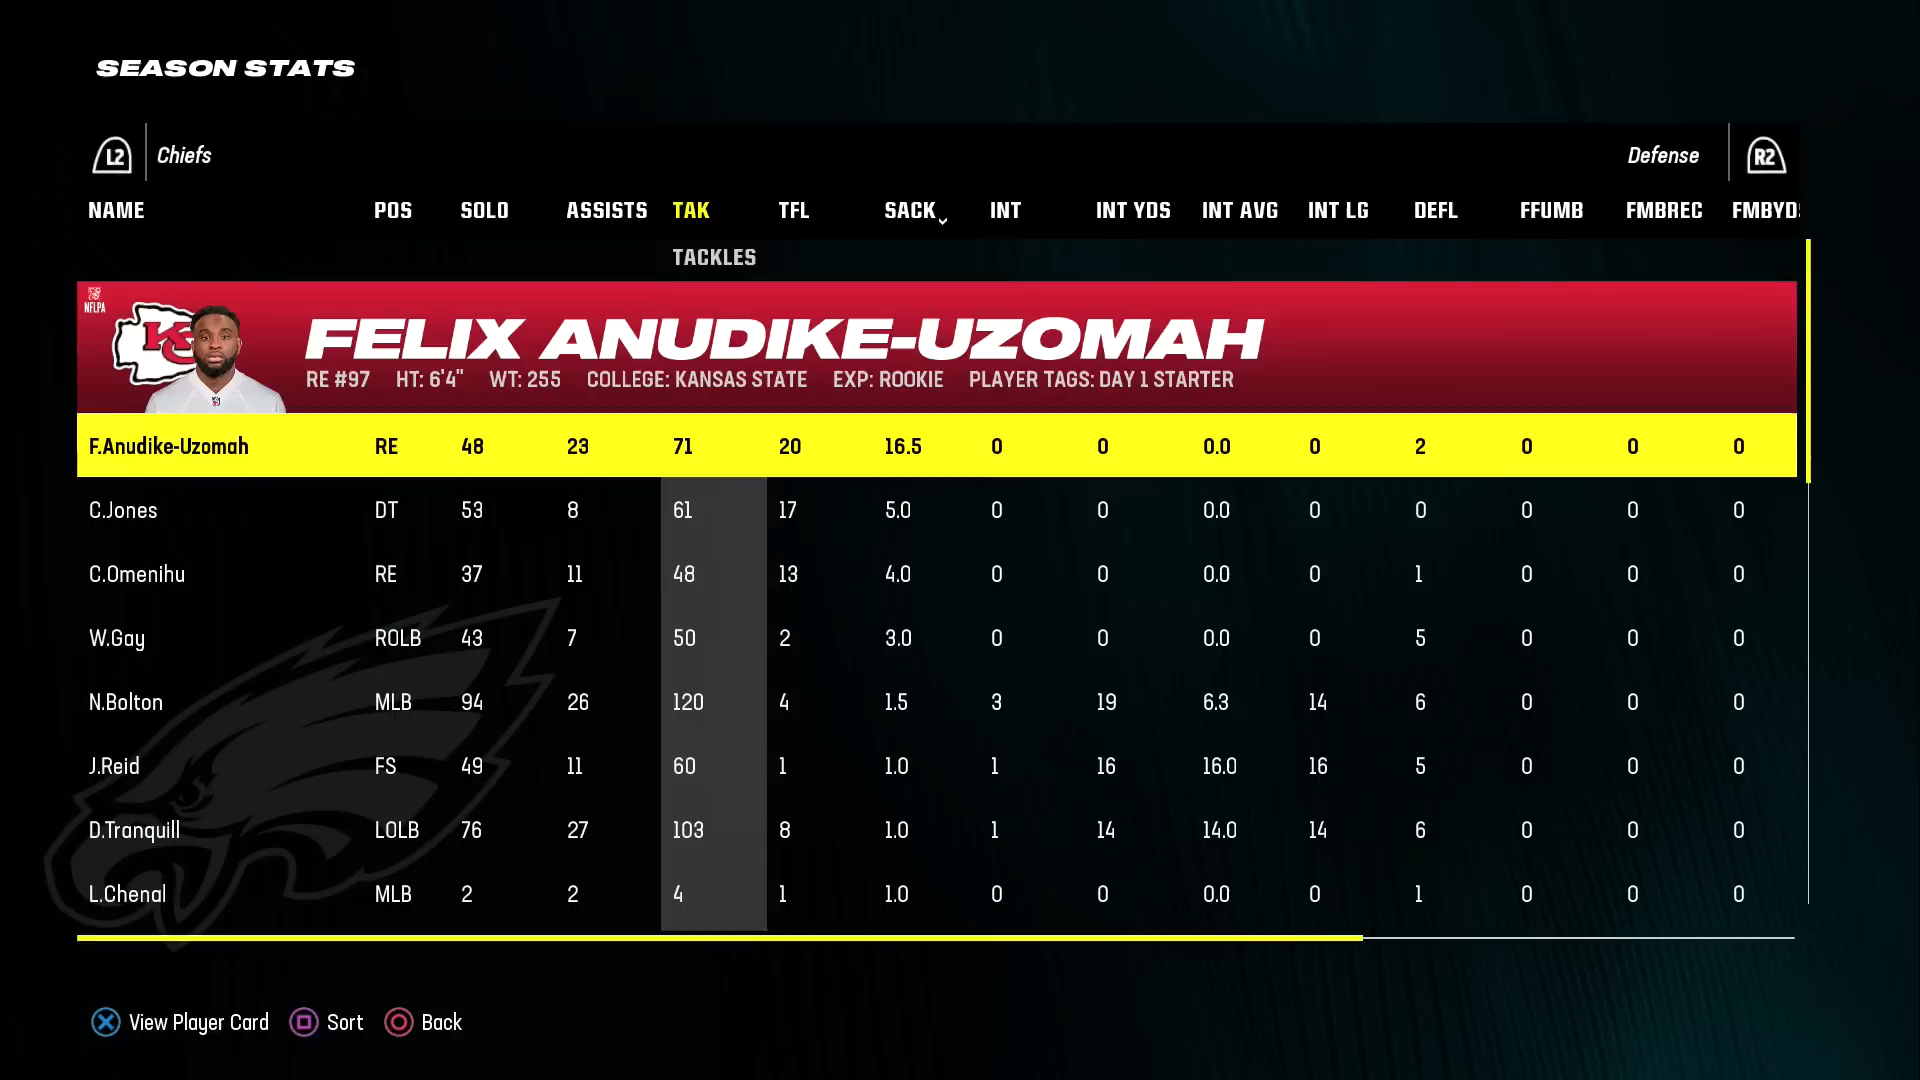 SEASON STATS
L2 Chiefs Defense R2
NAME POS SOLO ASSISTS TAK TFL SACK INT INT YDS INT AVG INT LG DEFL FFUMB FMBREC FMBYD
TACKLES
NFLPA
KC
FELIX ANUDIKE-UZOMAH
RE #97 HT: 6'4" WT: 255 COLLEGE: KANSAS STATE EXP: ROOKIE PLAYER TAGS: DAY 1 STARTER
F.Anudike-Uzomah RE 48 23 71 20 16.5 0 0 0.0 0 2 0 0 0
C.Jones DT 53 8 61 17 5.0 0 0 0.0 0 0 0 0 0
C.Omenihu RE 37 11 48 13 4.0 0 0 0.0 0 1 0 0 0
W.Gay ROLB 43 7 50 2 3.0 0 0 0.0 0 5 0 0 0
N.Bolton MLB 94 26 120 4 1.5 3 19 6.3 14 6 0 0 0
J.Reid FS 49 11 60 1 1.0 1 16 16.0 16 5 0 0 0
D.Tranquill LOLB 76 27 103 8 1.0 1 14 14.0 14 6 0 0 0
L.Chenal MLB 2 2 4 1 1.0 0 0 0.0 0 1 0 0 0
View Player Card Sort Back